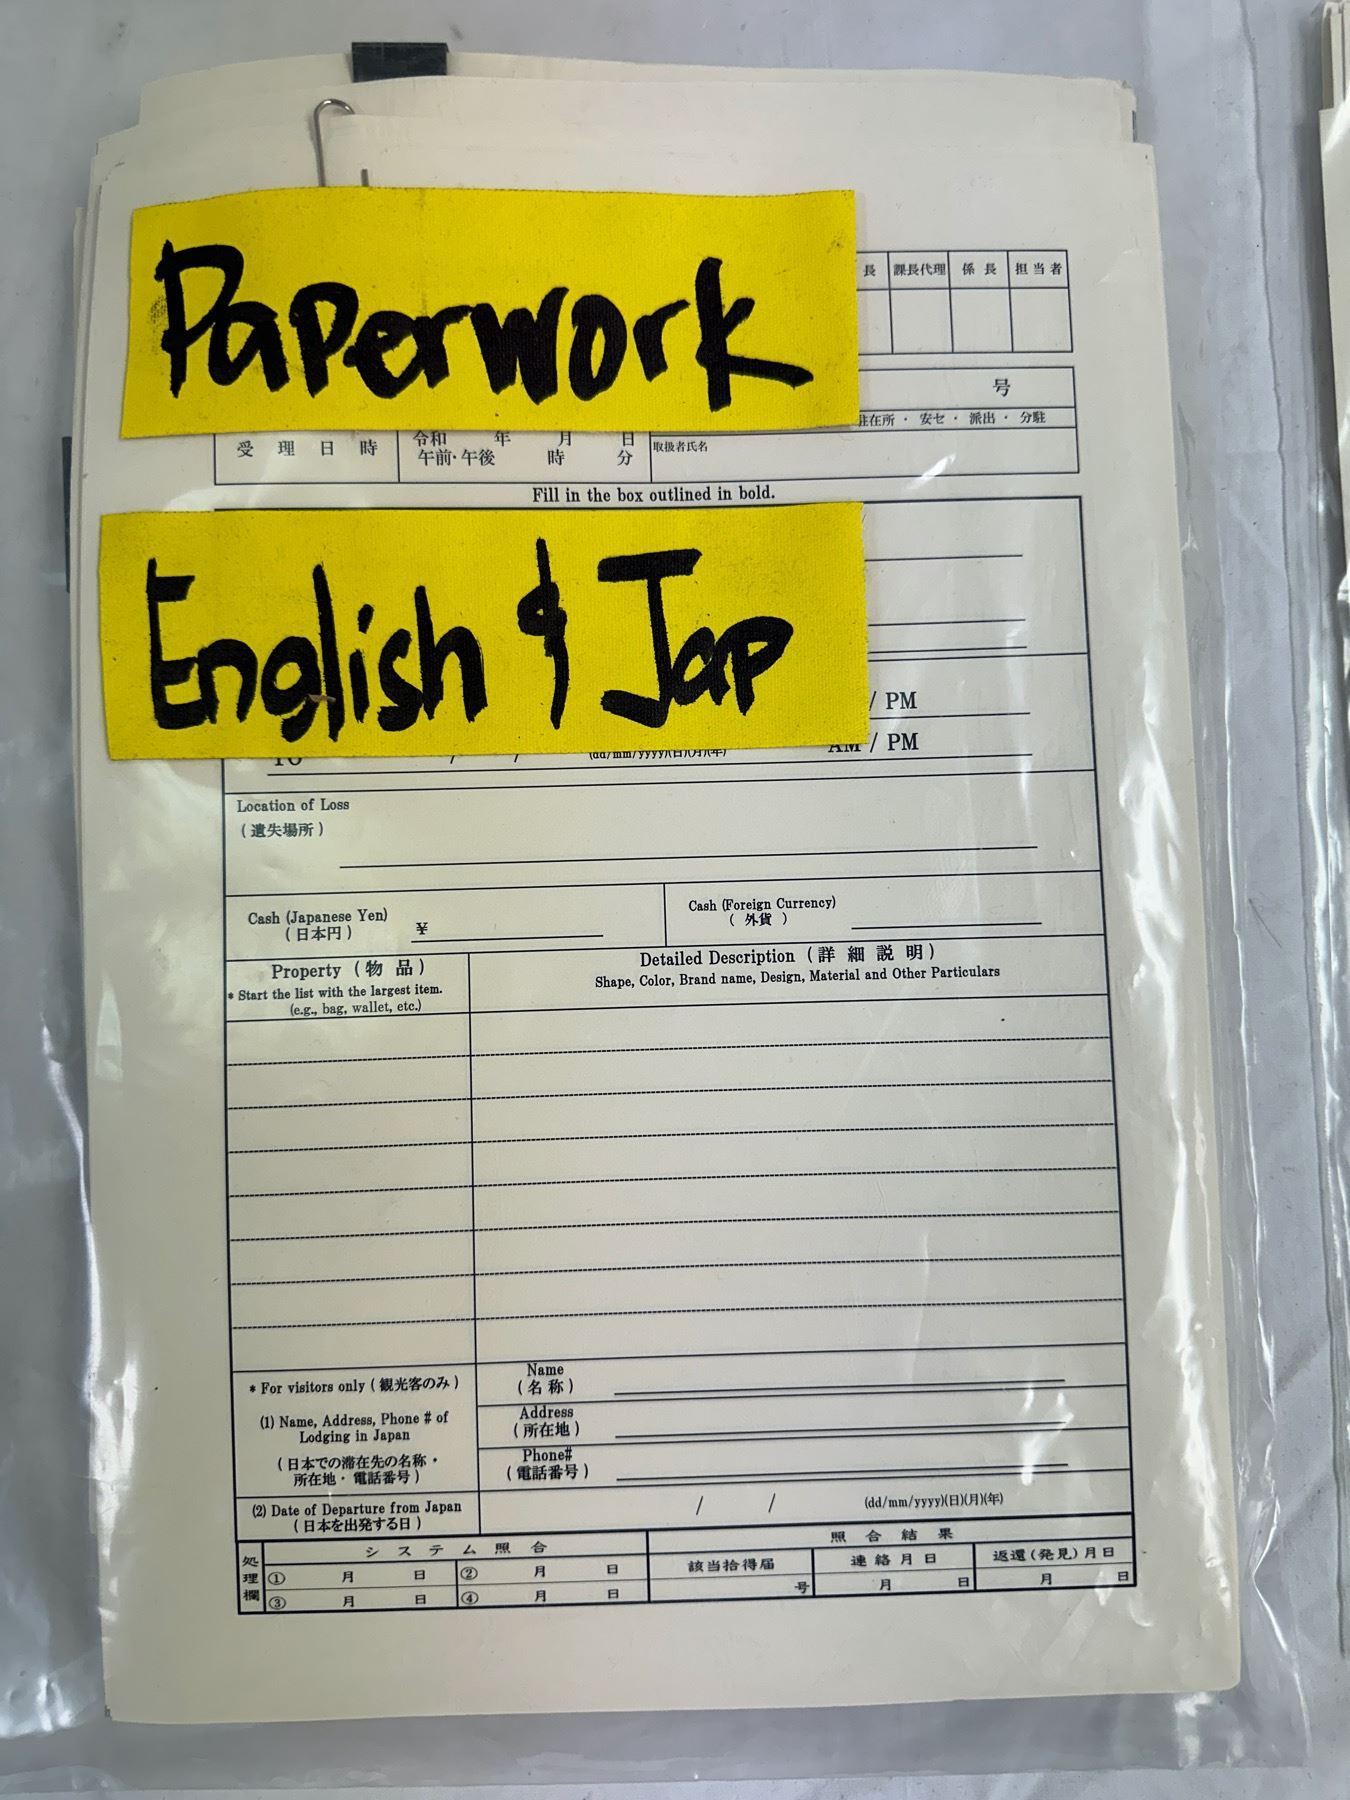 Paperwork
長 課長代理 係長 担当者
号
駐在所・安セ・派出・分駐
受理日時 令和 年 月 日
午前・午後 時 分
取扱者氏名
Fill in the box outlined in bold.
English & Jap
/ PM
/ / (dd/mm/yyyy)(日)(月)(年) AM / PM
Location of Loss
(遺失場所)
Cash (Japanese Yen)
(日本円) ¥
Cash (Foreign Currency)
(外貨)
Property (物品)
* Start the list with the largest item.
(e.g., bag, wallet, etc.)
Detailed Description (詳細説明)
Shape, Color, Brand name, Design, Material and Other Particulars
* For visitors only (観光客のみ)
(1) Name, Address, Phone # of
Lodging in Japan
(日本での滞在先の名称・
所在地・電話番号)
Name
(名称)
Address
(所在地)
Phone#
(電話番号)
(2) Date of Departure from Japan
(日本を出発する日)
/ / (dd/mm/yyyy)(日)(月)(年)
処理欄
システム照合
① 月 日 ② 月 日
③ 月 日 ④ 月 日
照合結果
該当拾得届 連絡月日 返還(発見)月日
号 月 日 月 日